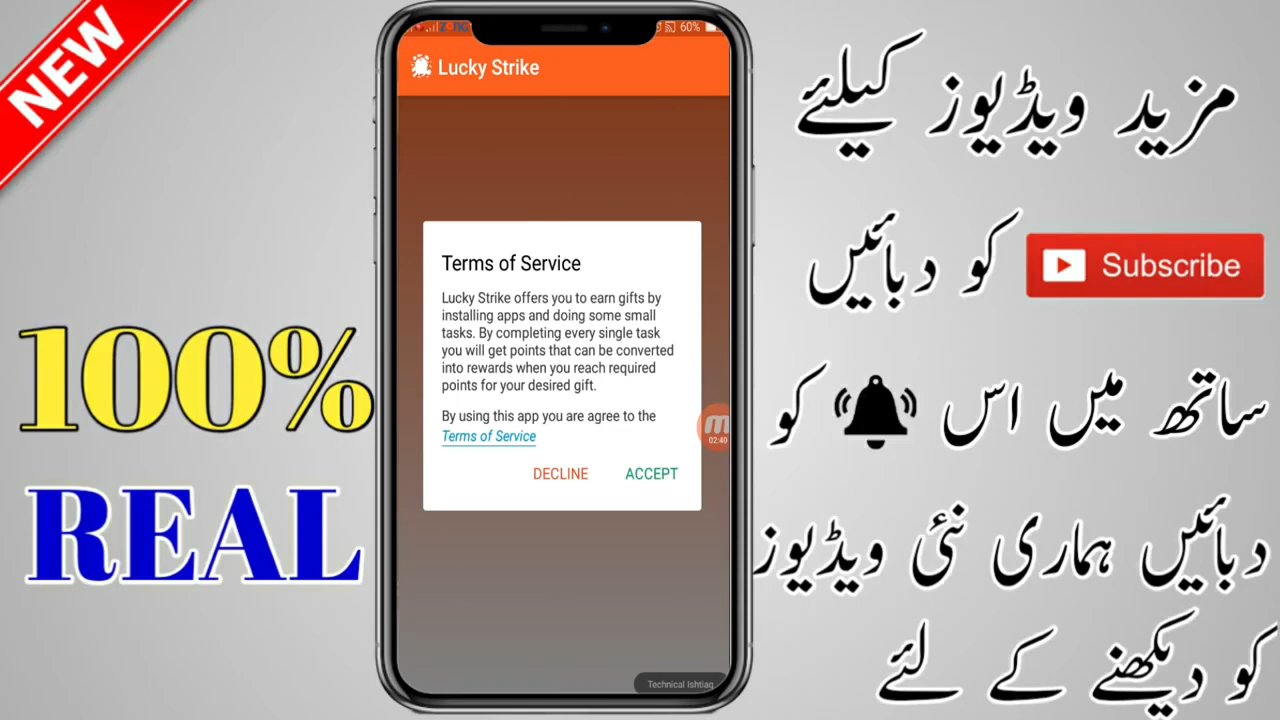 NEW
100%
REAL
60%
Lucky Strike
Terms of Service
Lucky Strike offers you to earn gifts by
installing apps and doing some small
tasks. By completing every single task
you will get points that can be converted
into rewards when you reach required
points for your desired gift.
By using this app you are agree to the
Terms of Service
DECLINE ACCEPT
02:40
Technical Ishtiaq
مزید ویڈیوز کیلئے
Subscribe کو دبائیں
ساتھ میں اس کو
دبائیں ہماری نئی ویڈیوز
کو دیکھنے کے لئے